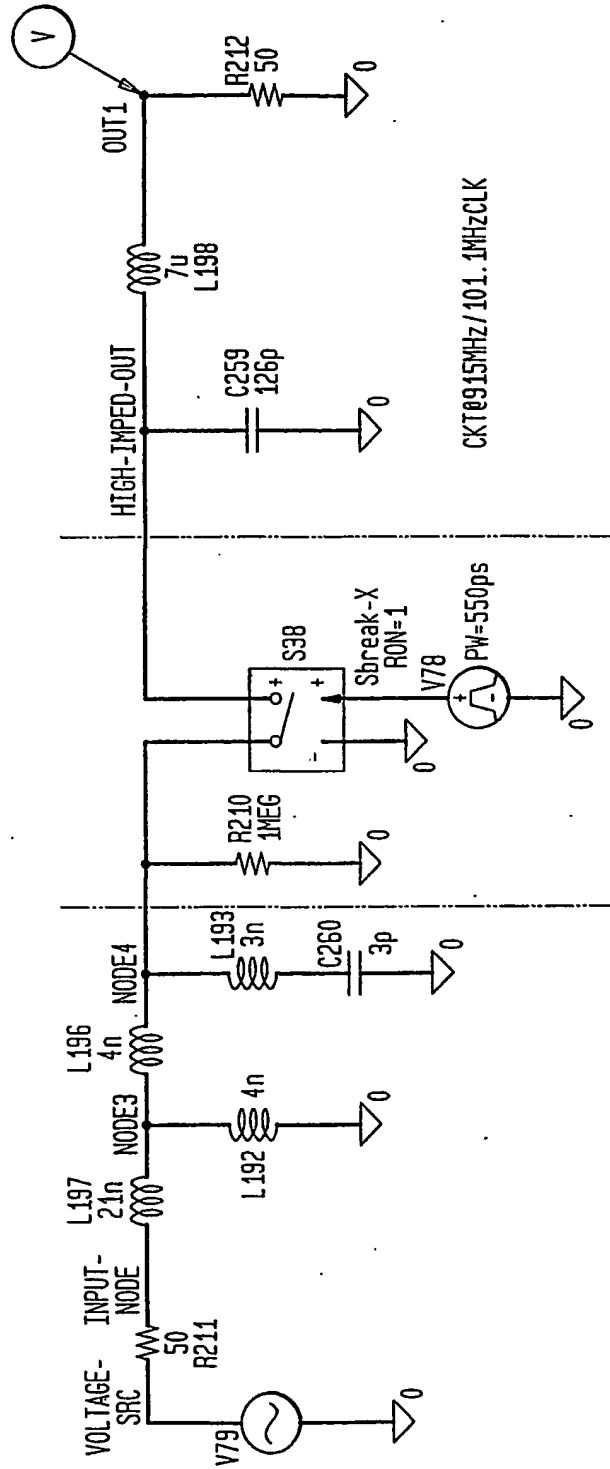 VOLTAGE-
SRC
V79
0
50
R211
INPUT-
NODE
L197
21n
NODE3
L192
4n
0
L196
4n
NODE4
L193
3n
C260
3p
0
R210
1MEG
0
S38
+
+
-
0
Sbreak-X
RON=1
V78
+
-
PW=550ps
0
HIGH-IMPED-OUT
C259
126p
0
7u
L198
OUT1
V
R212
50
0
CKT@915MHz/101.1MHzCLK